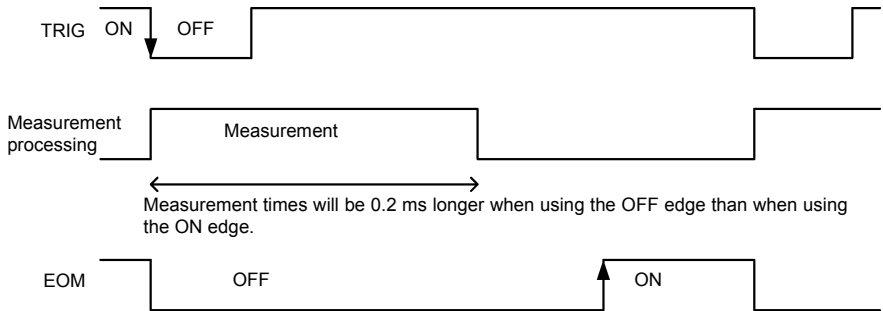 TRIG ON OFF
Measurement
processing
Measurement
Measurement times will be 0.2 ms longer when using the OFF edge than when using
the ON edge.
EOM OFF ON